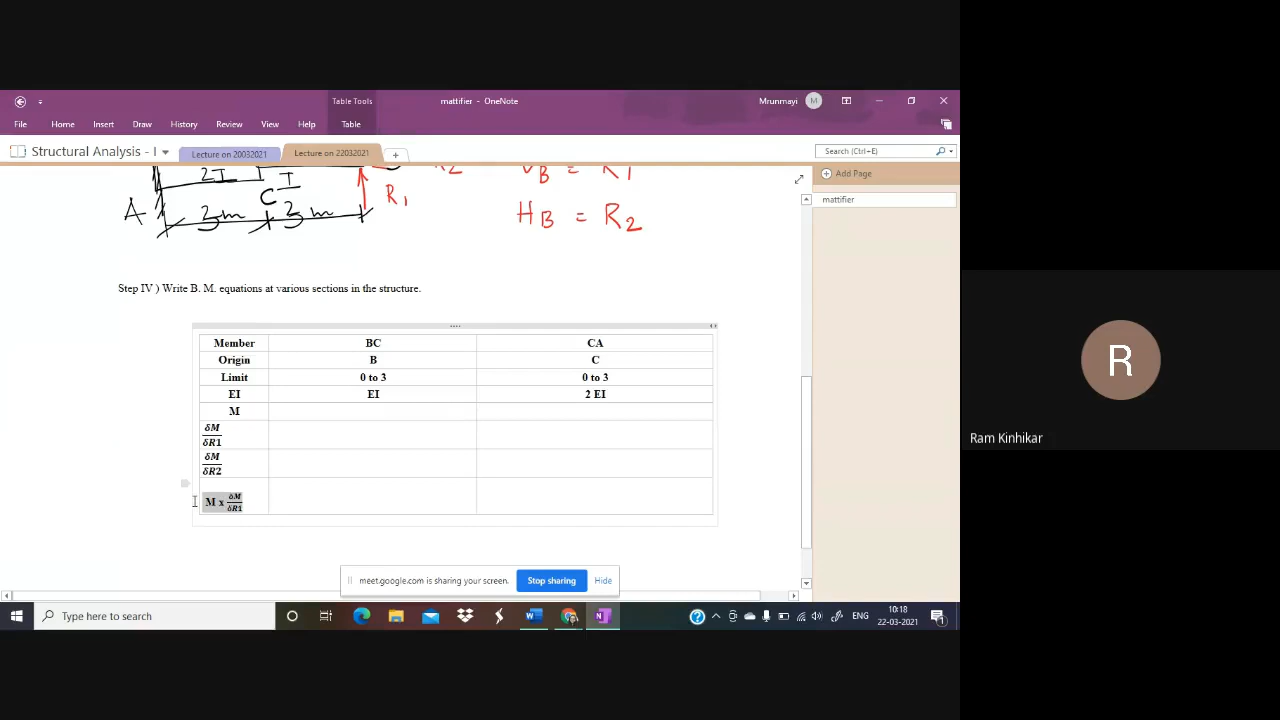 Table Tools
mattifier - OneNote
Mrunmayi M
File Home Insert Draw History Review View Help Table
Structural Analysis - I
Lecture on 20032021
Lecture on 22032021
+
Search (Ctrl+E)
Add Page
mattifier
2I I
C
R1
A
3m 3m
VB = R1
HB = R2
Step IV ) Write B. M. equations at various sections in the structure.
Member BC CA
Origin B C
Limit 0 to 3 0 to 3
EI EI 2 EI
M
δM/δR1
δM/δR2
M x δM/δR1
meet.google.com is sharing your screen. Stop sharing Hide
Type here to search
ENG
10:18
22-03-2021
R
Ram Kinhikar